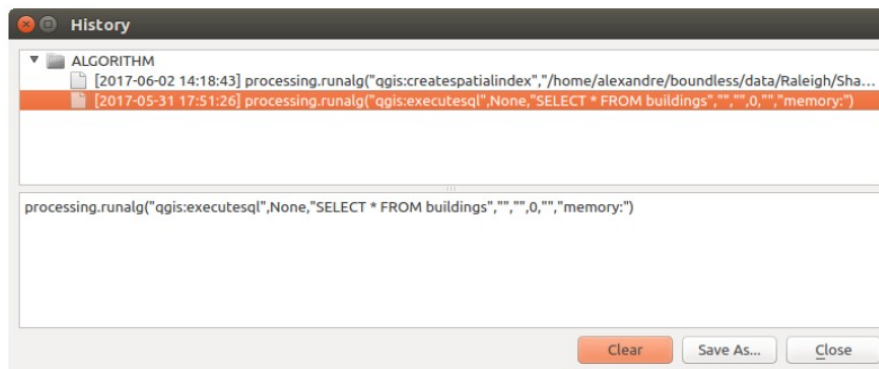 History
ALGORITHM
[2017-06-02 14:18:43] processing.runalg("qgis:createspatialindex","/home/alexandre/boundless/data/Raleigh/Sha...
[2017-05-31 17:51:26] processing.runalg("qgis:executesql",None,"SELECT * FROM buildings","","",0,"","memory:")
processing.runalg("qgis:executesql",None,"SELECT * FROM buildings","","",0,"","memory:")
Clear Save As... Close